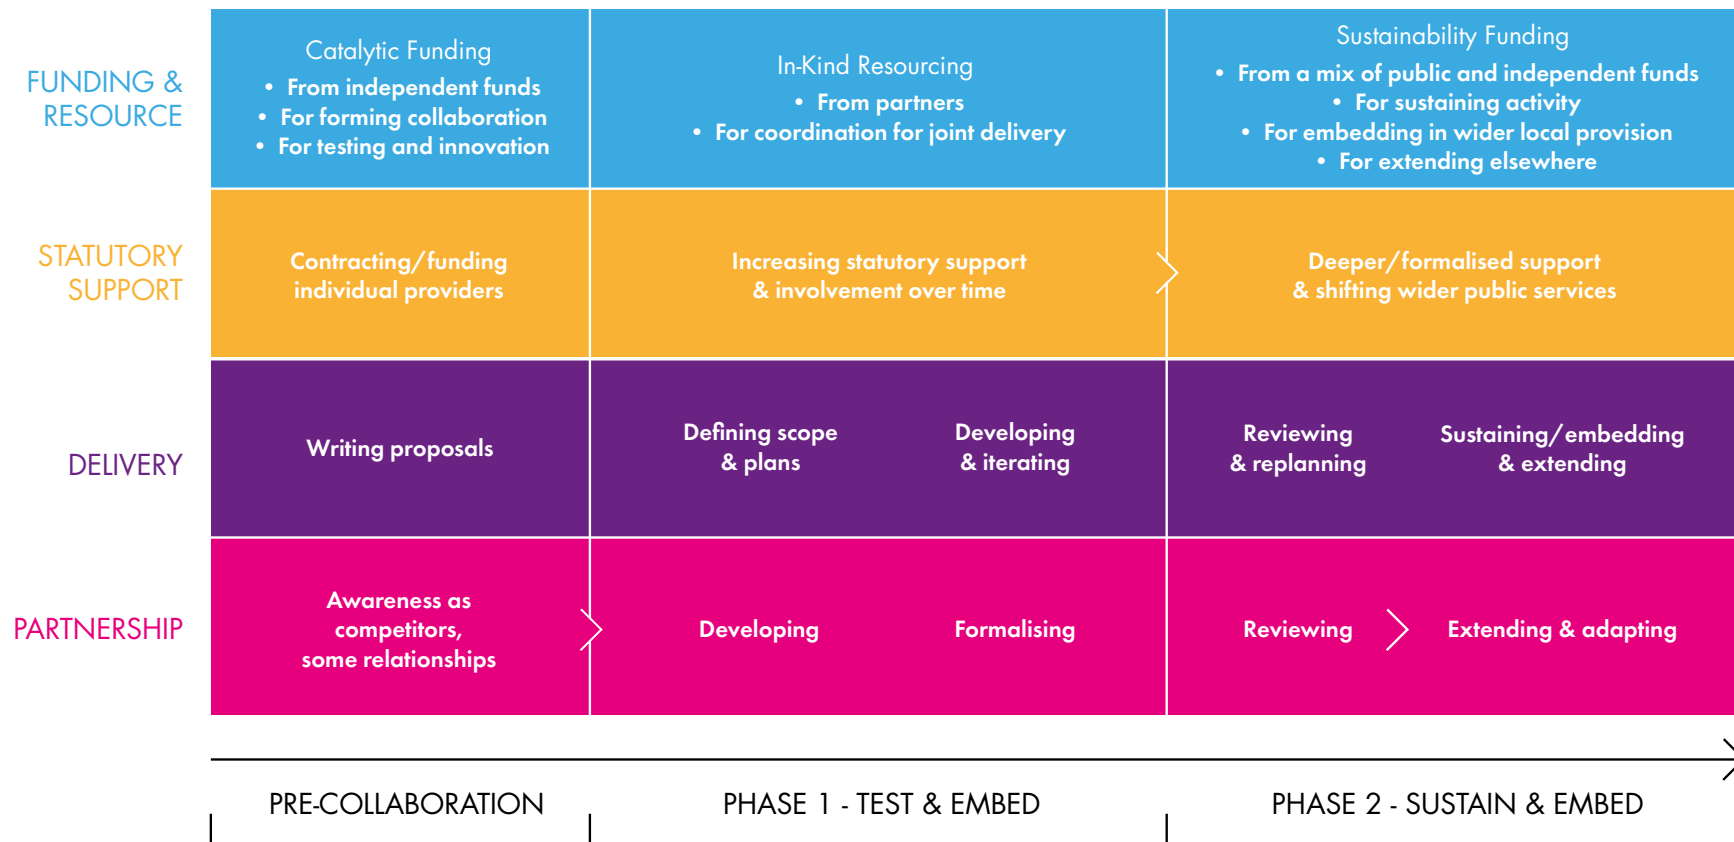 FUNDING &
RESOURCE
Catalytic Funding
• From independent funds
• For forming collaboration
• For testing and innovation
In-Kind Resourcing
• From partners
• For coordination for joint delivery
Sustainability Funding
• From a mix of public and independent funds
• For sustaining activity
• For embedding in wider local provision
• For extending elsewhere
STATUTORY
SUPPORT
Contracting/funding
individual providers
Increasing statutory support
& involvement over time
Deeper/formalised support
& shifting wider public services
DELIVERY
Writing proposals
Defining scope
& plans
Developing
& iterating
Reviewing
& replanning
Sustaining/embedding
& extending
PARTNERSHIP
Awareness as
competitors,
some relationships
Developing
Formalising
Reviewing
Extending & adapting
PRE-COLLABORATION
PHASE 1 - TEST & EMBED
PHASE 2 - SUSTAIN & EMBED